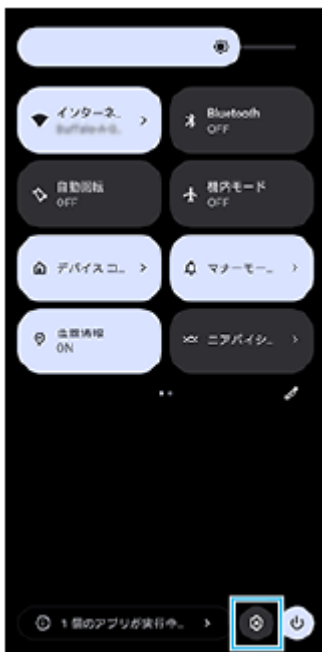 インターネ...
Bluetooth
OFF
自動回転
OFF
機内モード
OFF
デバイスコ...
マナーモー...
位置情報
ON
ニアバイシ...
1 個のアプリが実行中...